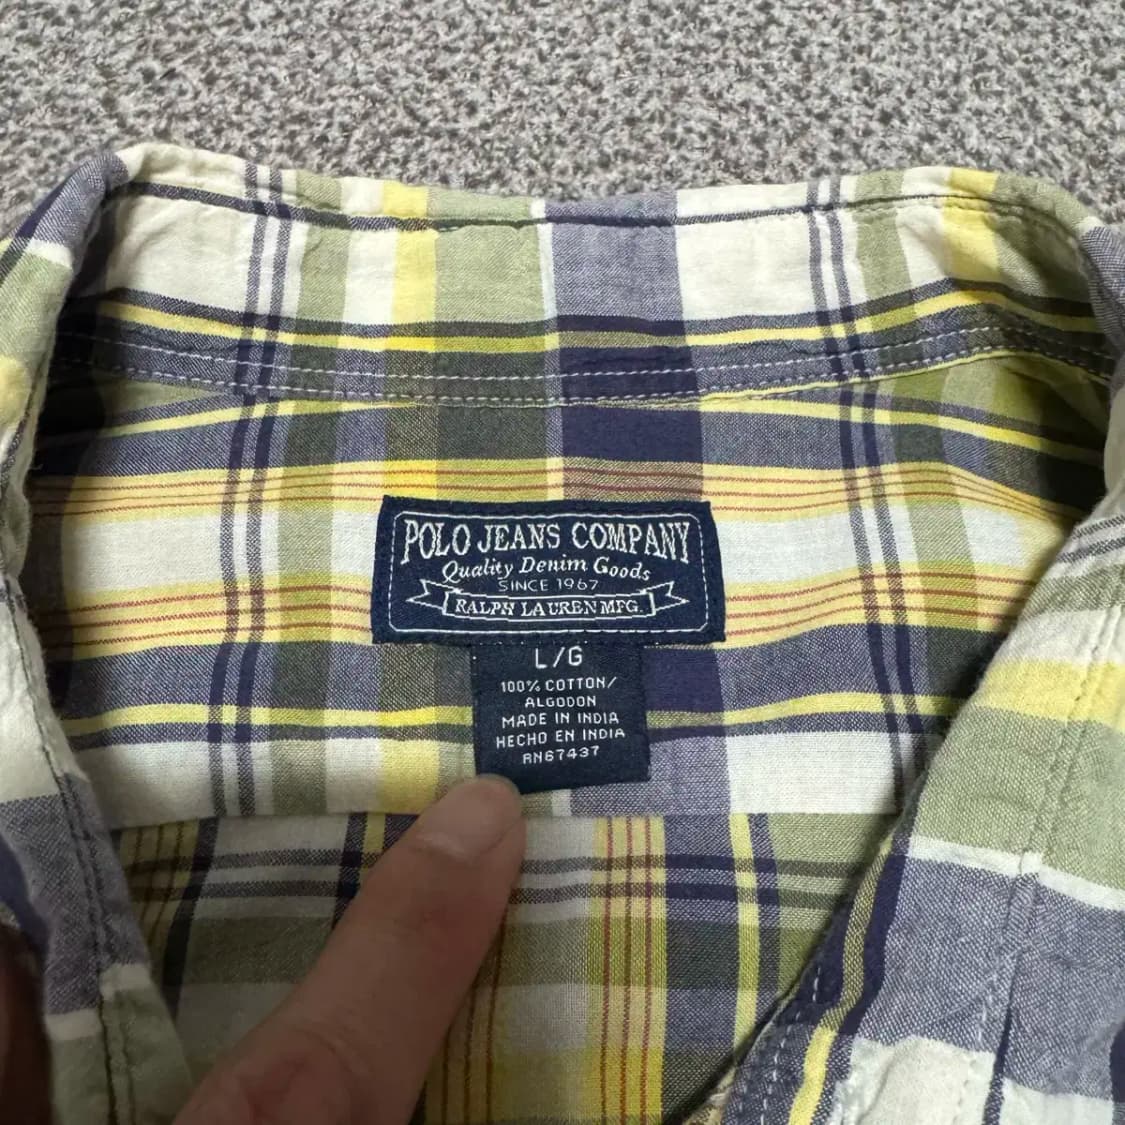 POLO JEANS COMPANY
Quality Denim Goods
SINCE 1967
RALPH LAUREN MFG.
L/G
100% COTTON/
ALGODON
MADE IN INDIA
HECHO EN INDIA
RN67437